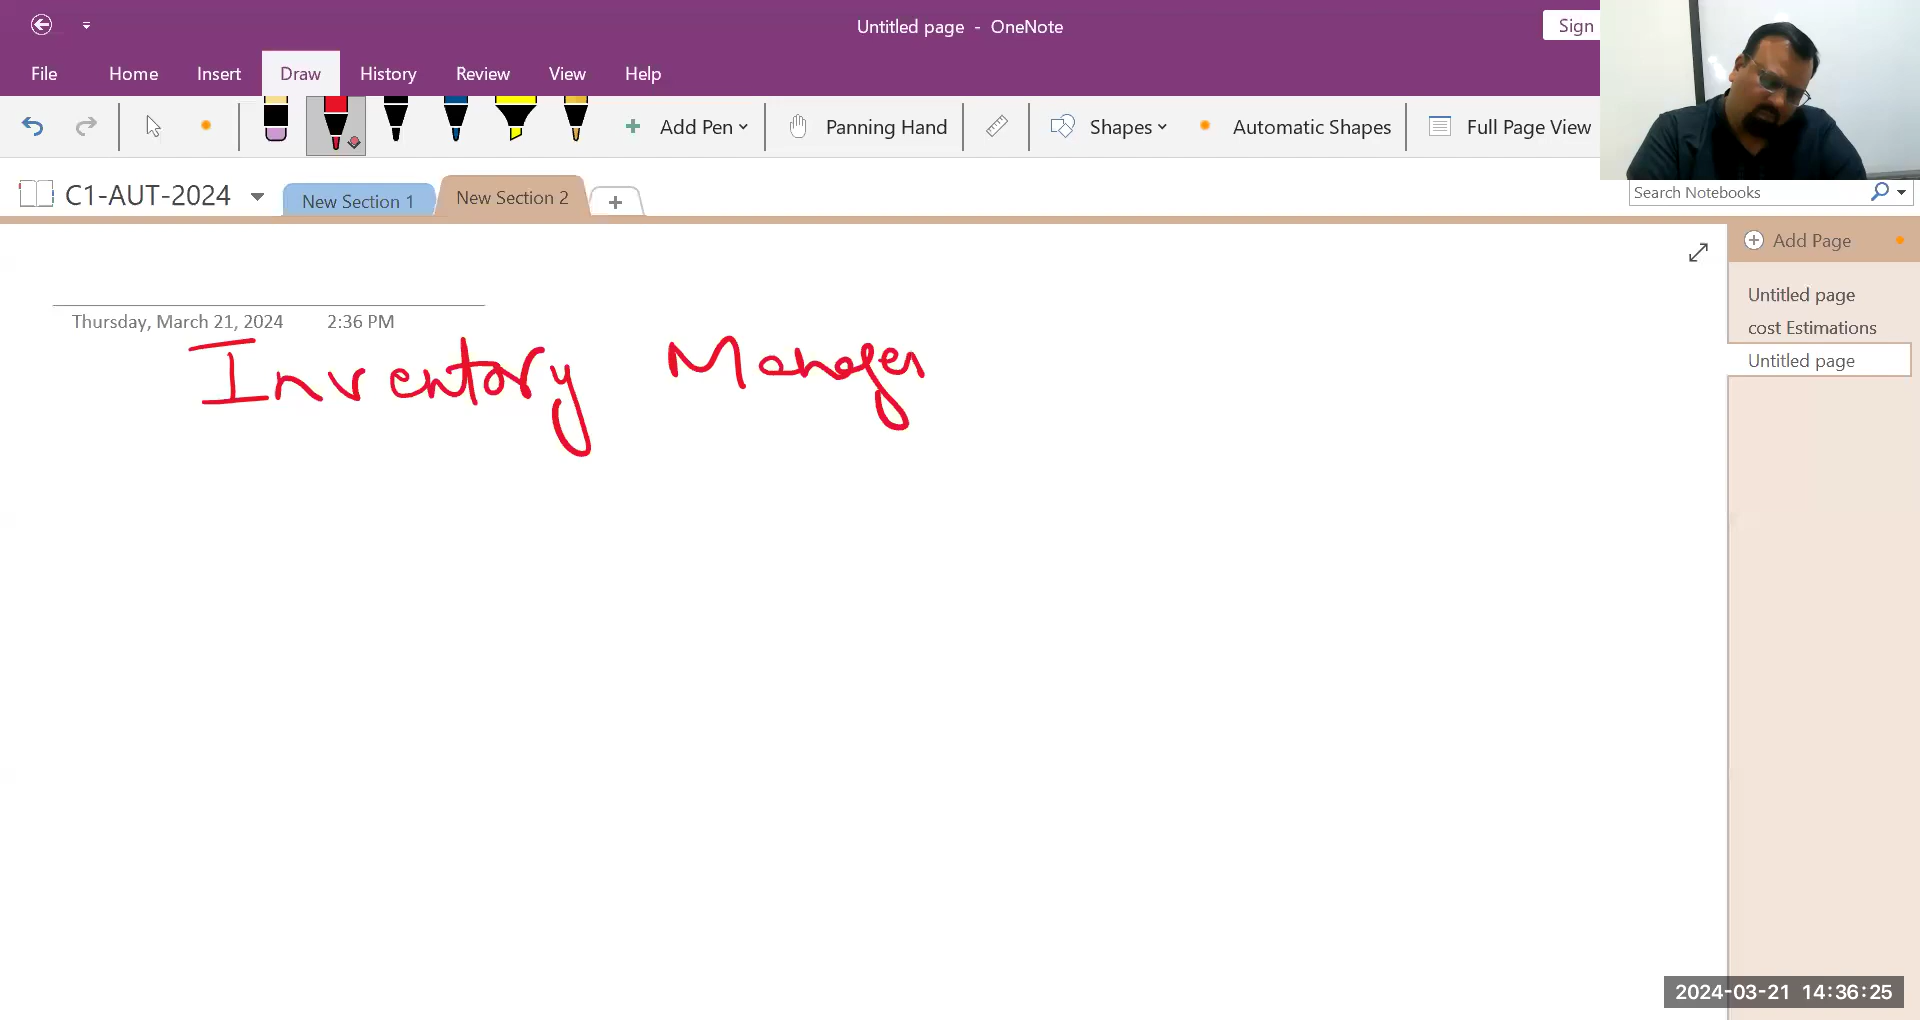 Untitled page - OneNote
Sign
File Home Insert Draw History Review View Help
Add Pen Panning Hand Shapes Automatic Shapes Full Page View
C1-AUT-2024 New Section 1 New Section 2
Search Notebooks
Add Page
Untitled page
cost Estimations
Untitled page
Thursday, March 21, 2024 2:36 PM
Inventory Manager
2024-03-21 14:36:25